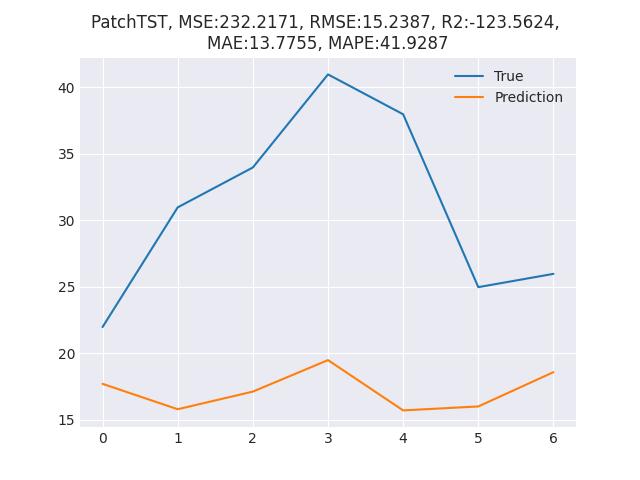 PatchTST, MSE:232.2171, RMSE:15.2387, R2:-123.5624,
MAE:13.7755, MAPE:41.9287
True
Prediction
40
35
30
25
20
15
0 1 2 3 4 5 6